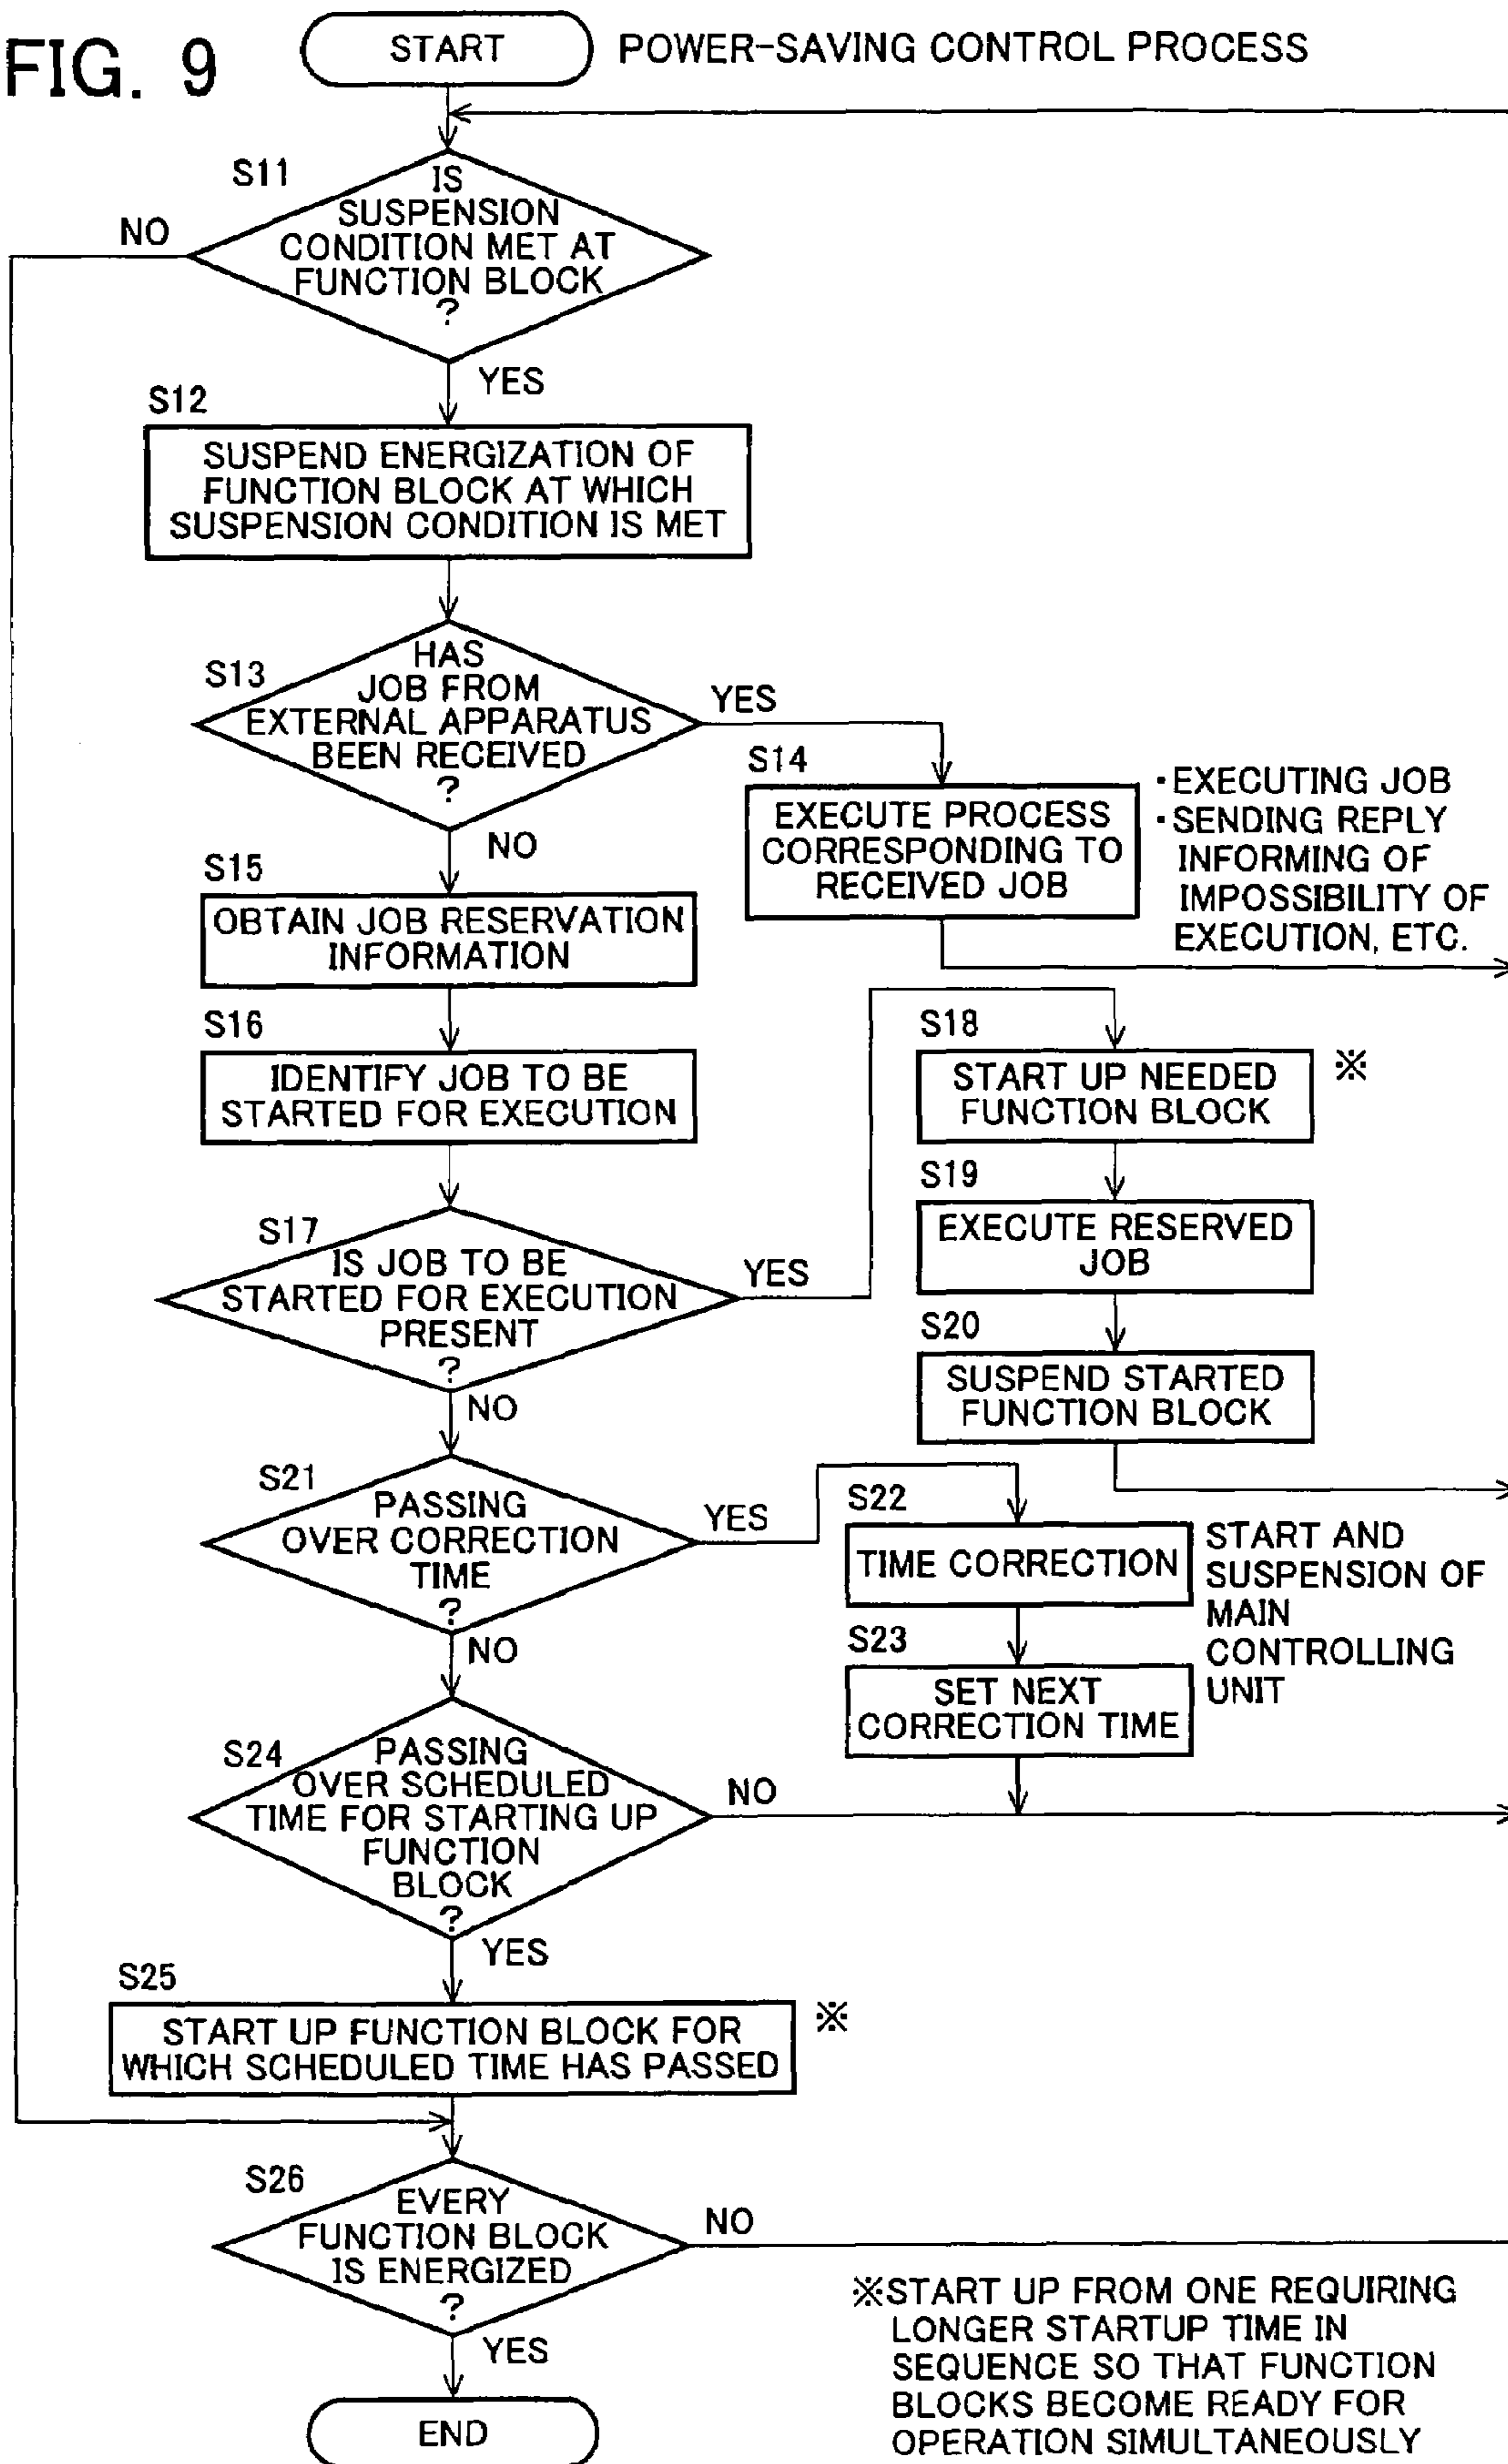 FIG. 9
START
POWER-SAVING CONTROL PROCESS
S11
IS
SUSPENSION
CONDITION MET AT
FUNCTION BLOCK
?
NO
YES
S12
SUSPEND ENERGIZATION OF
FUNCTION BLOCK AT WHICH
SUSPENSION CONDITION IS MET
S13
HAS
JOB FROM
EXTERNAL APPARATUS
BEEN RECEIVED
?
YES
NO
S14
EXECUTE PROCESS
CORRESPONDING TO
RECEIVED JOB
・EXECUTING JOB
・SENDING REPLY
INFORMING OF
IMPOSSIBILITY OF
EXECUTION, ETC.
S15
OBTAIN JOB RESERVATION
INFORMATION
S16
IDENTIFY JOB TO BE
STARTED FOR EXECUTION
S17
IS JOB TO BE
STARTED FOR EXECUTION
PRESENT
?
YES
NO
S18
START UP NEEDED
FUNCTION BLOCK
※
S19
EXECUTE RESERVED
JOB
S20
SUSPEND STARTED
FUNCTION BLOCK
S21
PASSING
OVER CORRECTION
TIME
?
YES
NO
S22
TIME CORRECTION
S23
SET NEXT
CORRECTION TIME
START AND
SUSPENSION OF
MAIN
CONTROLLING
UNIT
S24
PASSING
OVER SCHEDULED
TIME FOR STARTING UP
FUNCTION
BLOCK
?
NO
YES
S25
START UP FUNCTION BLOCK FOR
WHICH SCHEDULED TIME HAS PASSED
※
S26
EVERY
FUNCTION BLOCK
IS ENERGIZED
?
NO
YES
END
※START UP FROM ONE REQUIRING
LONGER STARTUP TIME IN
SEQUENCE SO THAT FUNCTION
BLOCKS BECOME READY FOR
OPERATION SIMULTANEOUSLY